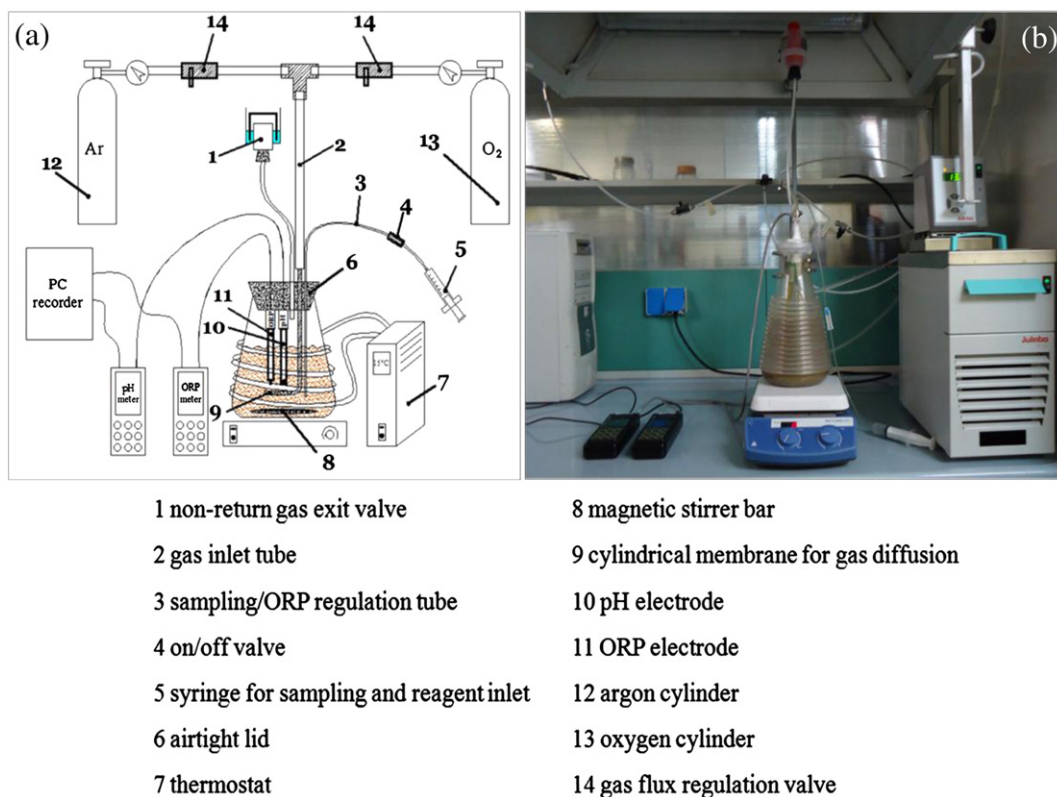 (a)
14
14
(b)
Ar
O2
1
2
12
13
3
4
5
6
PC
recorder
11
10
ORP
pH
15°C
pH
meter
ORP
meter
7
9
8
Julabo
1 non-return gas exit valve
2 gas inlet tube
3 sampling/ORP regulation tube
4 on/off valve
5 syringe for sampling and reagent inlet
6 airtight lid
7 thermostat
8 magnetic stirrer bar
9 cylindrical membrane for gas diffusion
10 pH electrode
11 ORP electrode
12 argon cylinder
13 oxygen cylinder
14 gas flux regulation valve